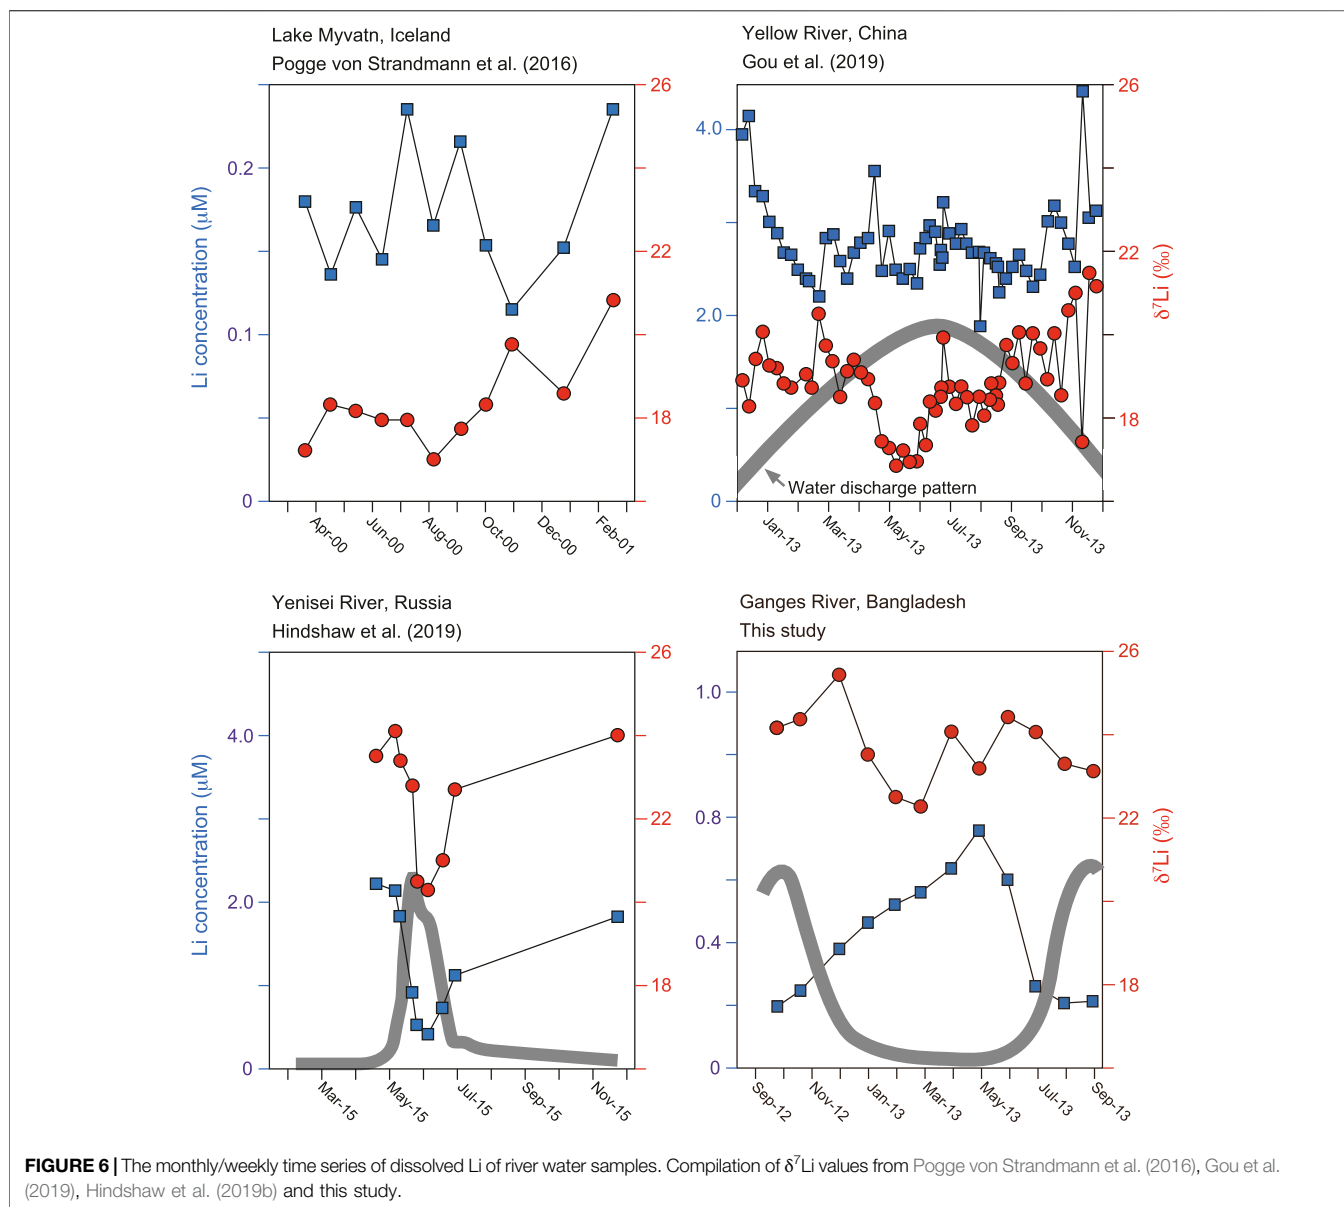 Lake Myvatn, Iceland
Pogge von Strandmann et al. (2016)
26
22
18
0.2
0.1
0
Li concentration (μM)
Apr-00
Jun-00
Aug-00
Oct-00
Dec-00
Feb-01
Yellow River, China
Gou et al. (2019)
4.0
2.0
0
26
22
18
δ⁷Li (‰)
Water discharge pattern
Jan-13
Mar-13
May-13
Jul-13
Sep-13
Nov-13
Yenisei River, Russia
Hindshaw et al. (2019)
4.0
2.0
0
Li concentration (μM)
26
22
18
Mar-15
May-15
Jul-15
Sep-15
Nov-15
Ganges River, Bangladesh
This study
1.0
0.8
0.4
0
26
22
18
δ⁷Li (‰)
Sep-12
Nov-12
Jan-13
Mar-13
May-13
Jul-13
Sep-13
FIGURE 6 | The monthly/weekly time series of dissolved Li of river water samples. Compilation of δ⁷Li values from Pogge von Strandmann et al. (2016), Gou et al.
(2019), Hindshaw et al. (2019b) and this study.